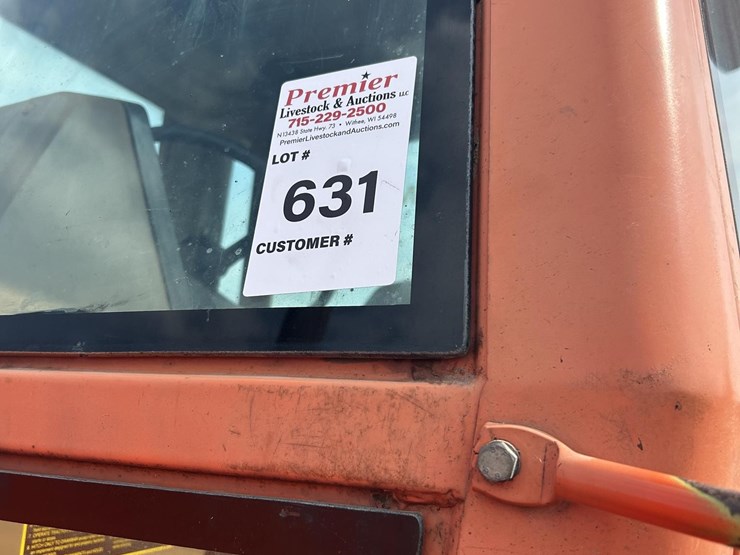 Premier
Livestock & Auctions LLC
715-229-2500
N13438 State Hwy. 73 • Withee, WI 54498
PremierLivestockandAuctions.com
LOT #
631
CUSTOMER #